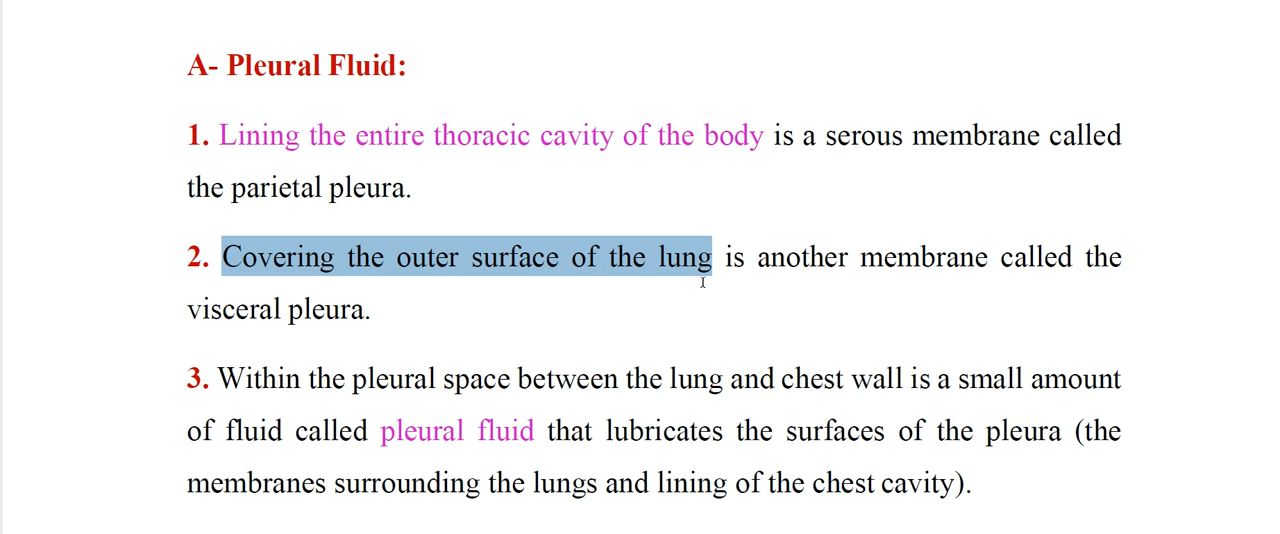 A- Pleural Fluid:
1. Lining the entire thoracic cavity of the body is a serous membrane called
the parietal pleura.
2. Covering the outer surface of the lung is another membrane called the
visceral pleura.
3. Within the pleural space between the lung and chest wall is a small amount
of fluid called pleural fluid that lubricates the surfaces of the pleura (the
membranes surrounding the lungs and lining of the chest cavity).